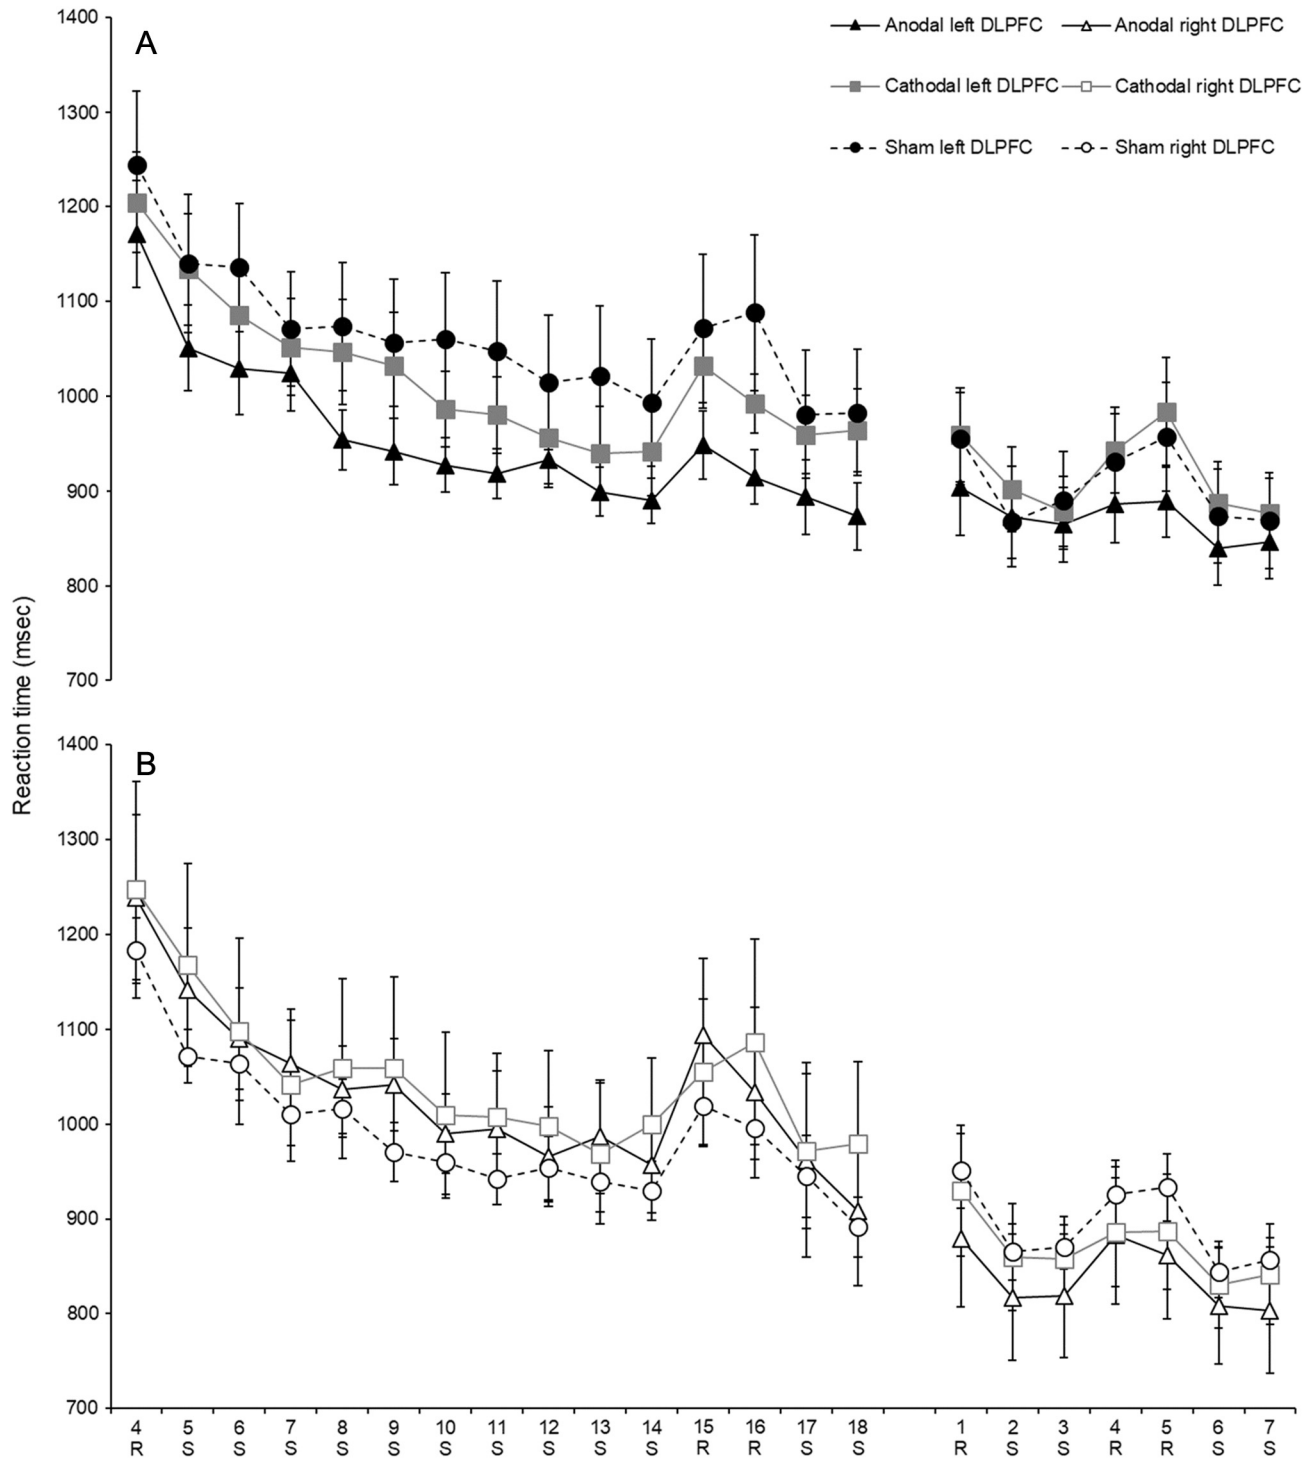 A
Anodal left DLPFC
Anodal right DLPFC
Cathodal left DLPFC
Cathodal right DLPFC
Sham left DLPFC
Sham right DLPFC
1400
1300
1200
1100
1000
900
800
700
Reaction time (msec)
B
1400
1300
1200
1100
1000
900
800
700
4 5 6 7 8 9 10 11 12 13 14 15 16 17 18 1 2 3 4 5 6 7
R S S S S S S S S S S R R S S R S S R R S S